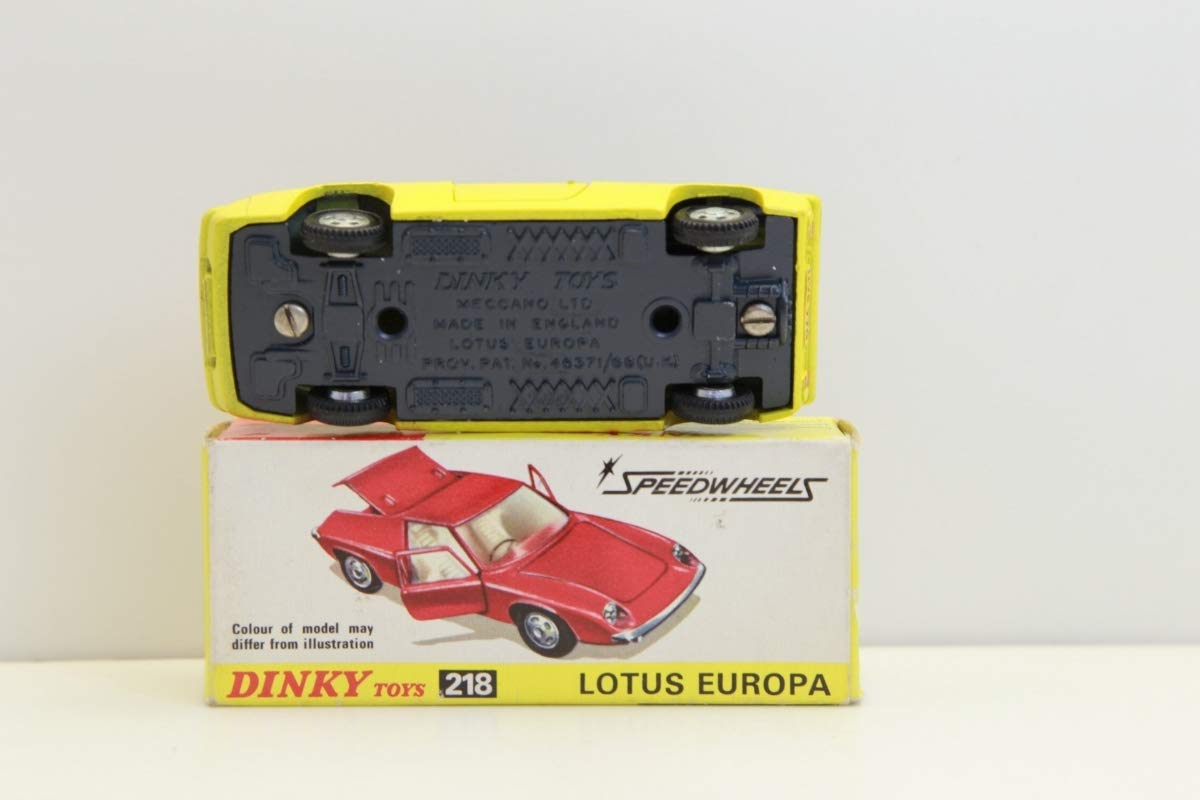 DINKY TOYS
MECCANO LTD
MADE IN ENGLAND
LOTUS EUROPA
PROV. PAT. No. 46371/69(U.K)
SPEEDWHEELS
Colour of model may
differ from illustration
DINKY TOYS 218
LOTUS EUROPA